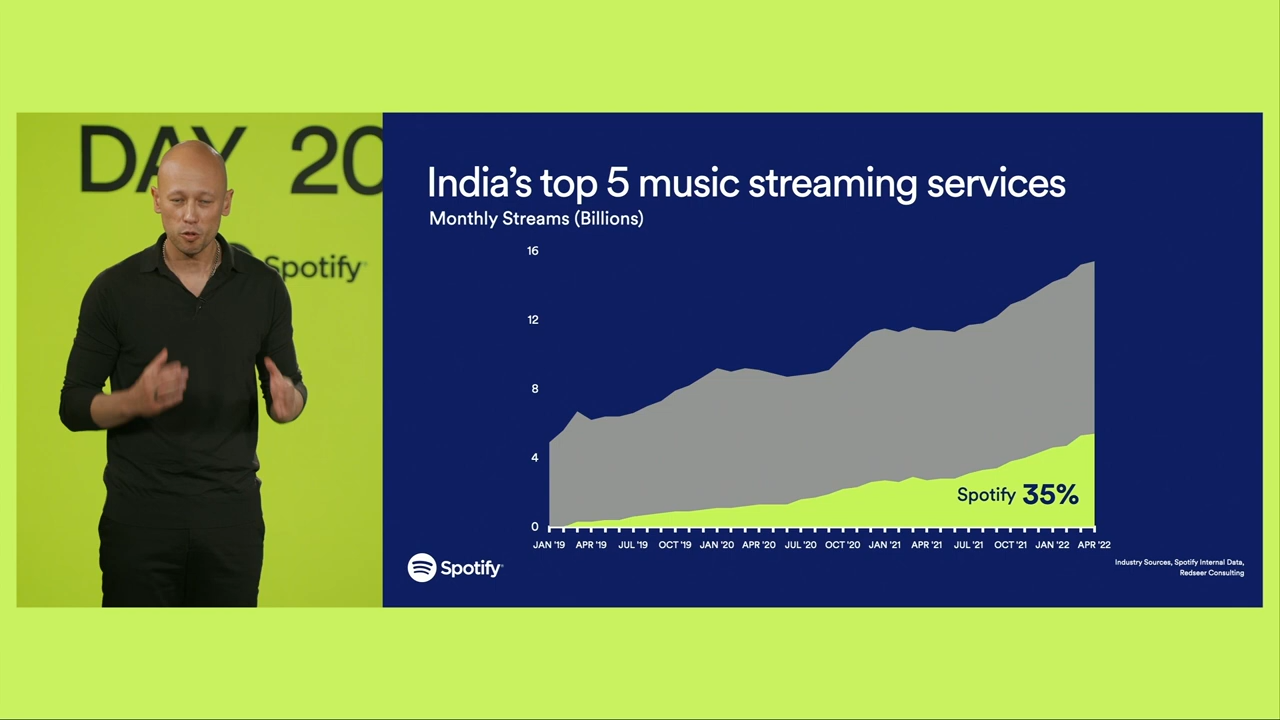 DAY 20
Spotify
India's top 5 music streaming services
Monthly Streams (Billions)
16
12
8
4
0
Spotify 35%
JAN '19 APR '19 JUL '19 OCT '19 JAN '20 APR '20 JUL '20 OCT '20 JAN '21 APR '21 JUL '21 OCT '21 JAN '22 APR '22
Spotify
Industry Sources, Spotify Internal Data,
Redseer Consulting